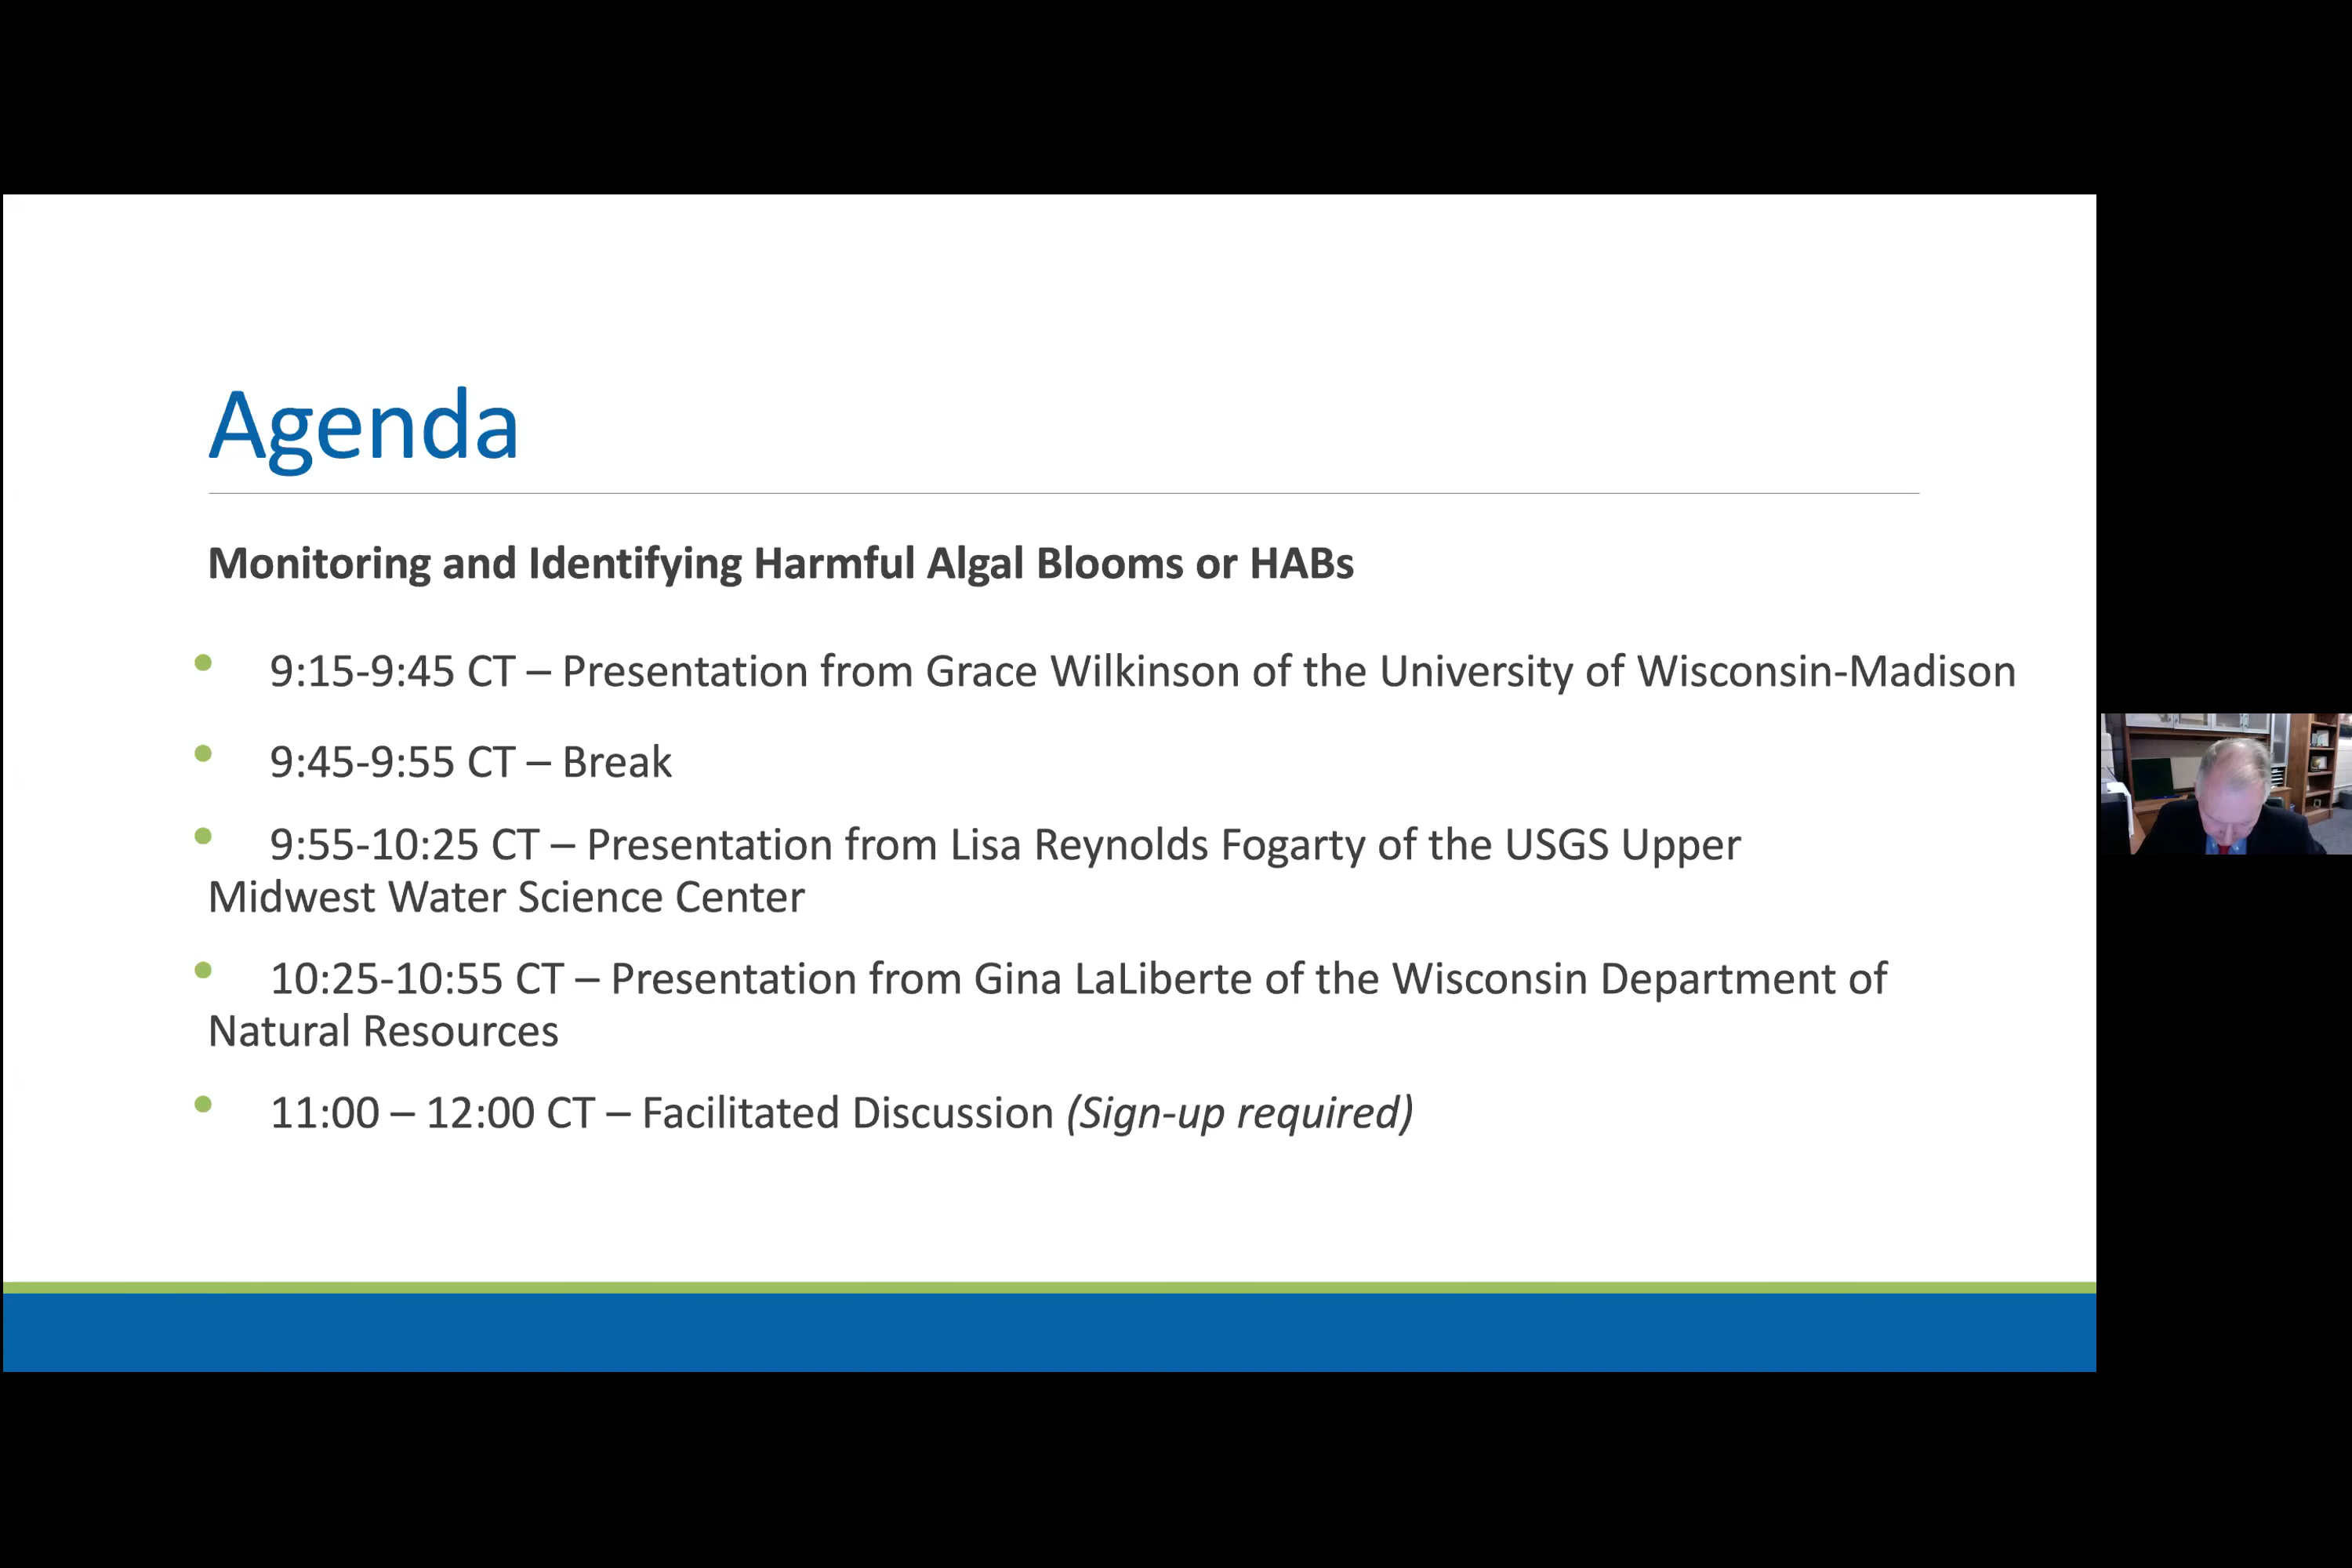 Agenda
Monitoring and Identifying Harmful Algal Blooms or HABs
9:15-9:45 CT – Presentation from Grace Wilkinson of the University of Wisconsin-Madison
9:45-9:55 CT – Break
9:55-10:25 CT – Presentation from Lisa Reynolds Fogarty of the USGS Upper
Midwest Water Science Center
10:25-10:55 CT – Presentation from Gina LaLiberte of the Wisconsin Department of
Natural Resources
11:00 – 12:00 CT – Facilitated Discussion (Sign-up required)